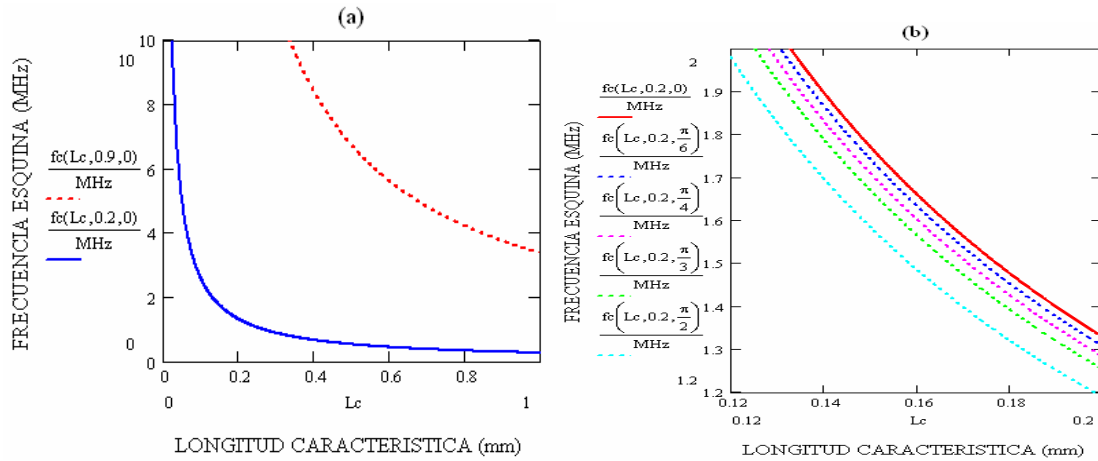 (a)
FRECUENCIA ESQUINA (MHz)
10
10
8
6
4
2
0
0
fc(Lc,0.9,0)
MHz
fc(Lc,0.2,0)
MHz
0
0.2
0.4
0.6
0.8
0
Lc
1
LONGITUD CARACTERISTICA (mm)
(b)
FRECUENCIA ESQUINA (MHz)
2
1.9
1.8
1.7
1.6
1.5
1.4
1.3
1.2
1.2
fc(Lc,0.2,0)
MHz
fc(Lc,0.2,π/6)
MHz
fc(Lc,0.2,π/4)
MHz
fc(Lc,0.2,π/3)
MHz
fc(Lc,0.2,π/2)
MHz
0.12
0.14
0.16
0.18
0.12
Lc
0.2
LONGITUD CARACTERISTICA (mm)